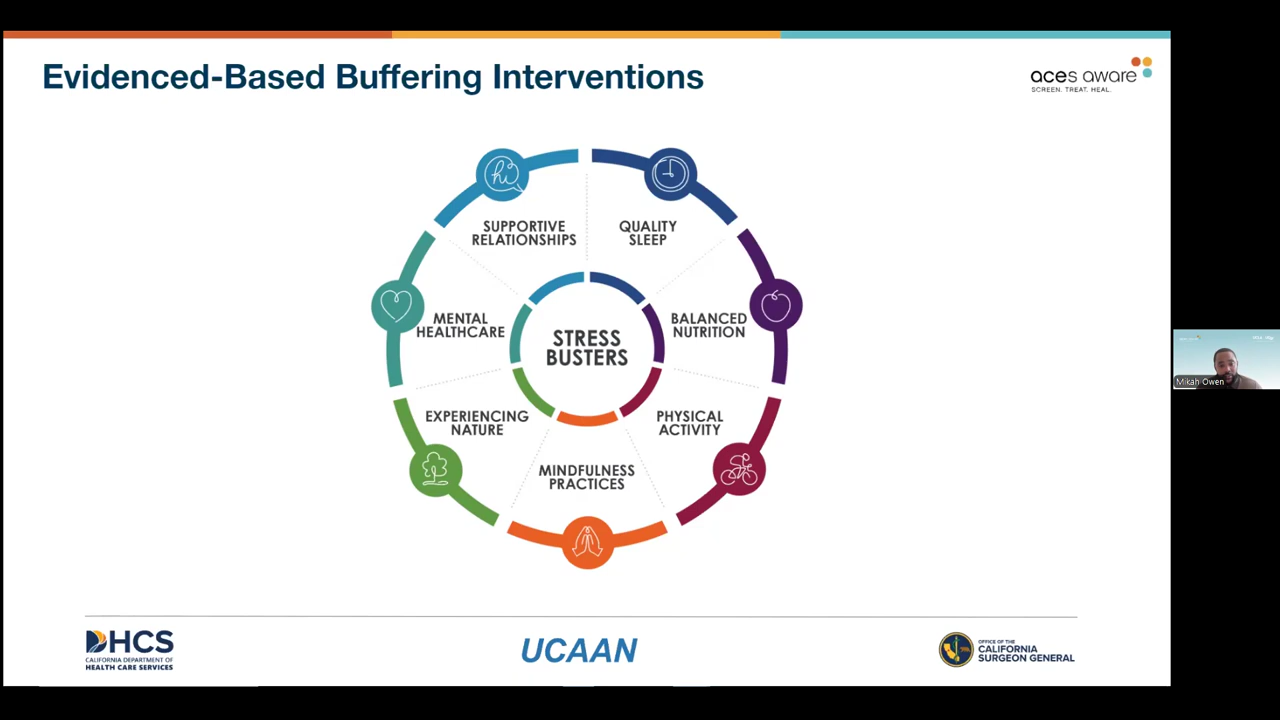 Evidenced-Based Buffering Interventions
aces aware
SCREEN. TREAT. HEAL.
hi
SUPPORTIVE
RELATIONSHIPS
QUALITY
SLEEP
MENTAL
HEALTHCARE
BALANCED
NUTRITION
STRESS
BUSTERS
EXPERIENCING
NATURE
PHYSICAL
ACTIVITY
MINDFULNESS
PRACTICES
Mikah Owen
DHCS
CALIFORNIA DEPARTMENT OF
HEALTH CARE SERVICES
UCAAN
OFFICE OF THE
CALIFORNIA
SURGEON GENERAL